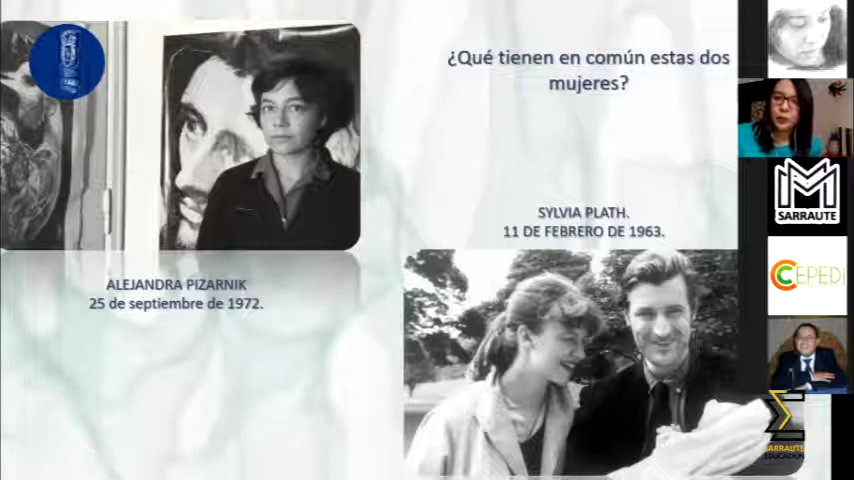 ¿Qué tienen en común estas dos
mujeres?
SYLVIA PLATH.
11 DE FEBRERO DE 1963.
ALEJANDRA PIZARNIK
25 de septiembre de 1972.
SARRAUTE
CEPEDI
SARRAUTE